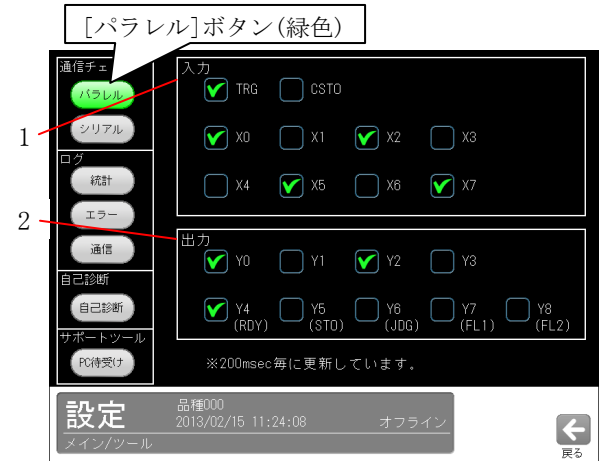 [パラレル]ボタン(緑色)
通信チェ
パラレル
シリアル
ログ
統計
エラー
通信
自己診断
自己診断
サポートツール
PC待受け
1
2
入力
TRG CSTO
X0 X1 X2 X3
X4 X5 X6 X7
出力
Y0 Y1 Y2 Y3
Y4 Y5 Y6 Y7 Y8
(RDY) (STO) (JDG) (FL1) (FL2)
※200msec毎に更新しています。
設定
メイン/ツール
品種000
2013/02/15 11:24:08 オフライン
戻る